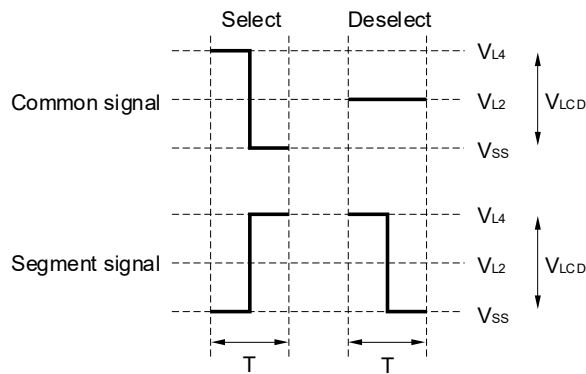 Select Deselect
VL4
Common signal VL2 VLCD
VSS
VL4
Segment signal VL2 VLCD
VSS
T T